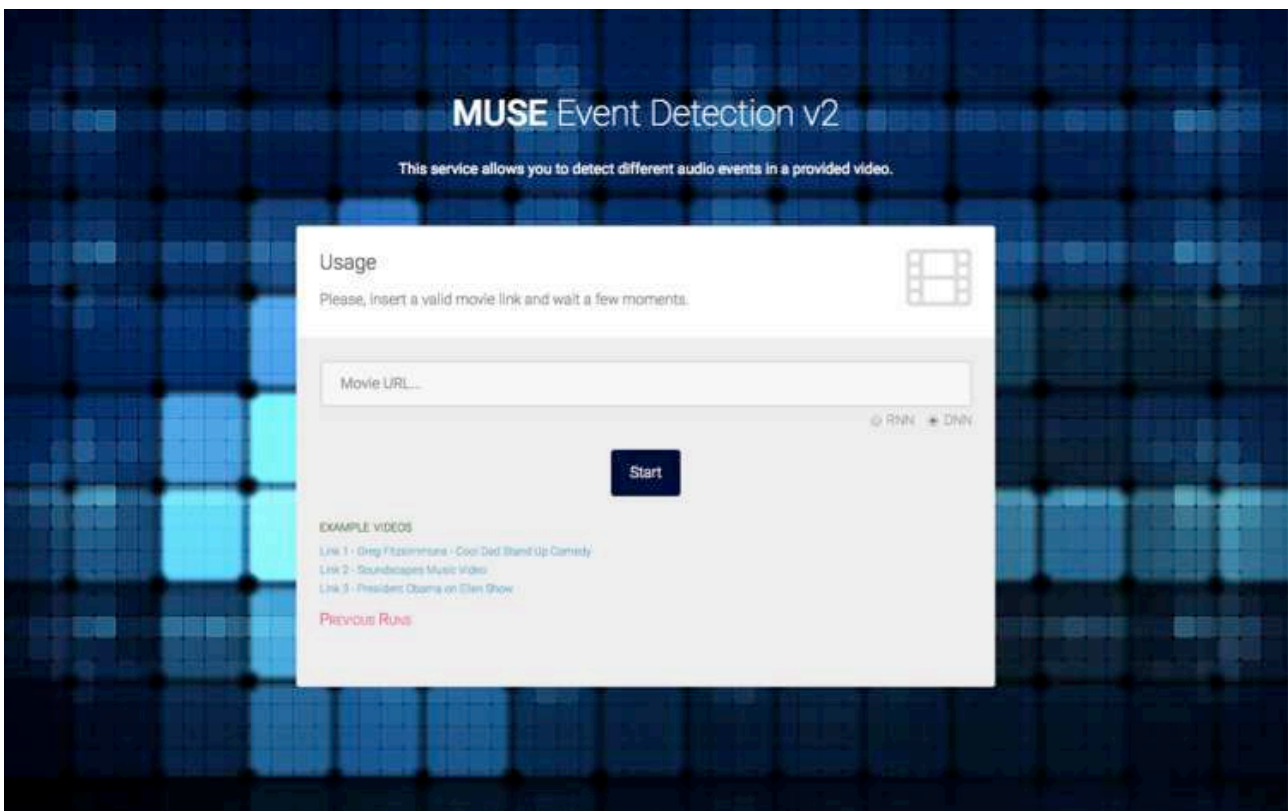 MUSE Event Detection v2
This service allows you to detect different audio events in a provided video.
Usage
Please, insert a valid movie link and wait a few moments.
Movie URL...
RNN DNN
Start
EXAMPLE VIDEOS
Link 1 - Greg Fitzsimmons - Cool Dad Stand Up Comedy
Link 2 - Soundscapes Music Video
Link 3 - President Obama on Ellen Show
PREVIOUS RUNS